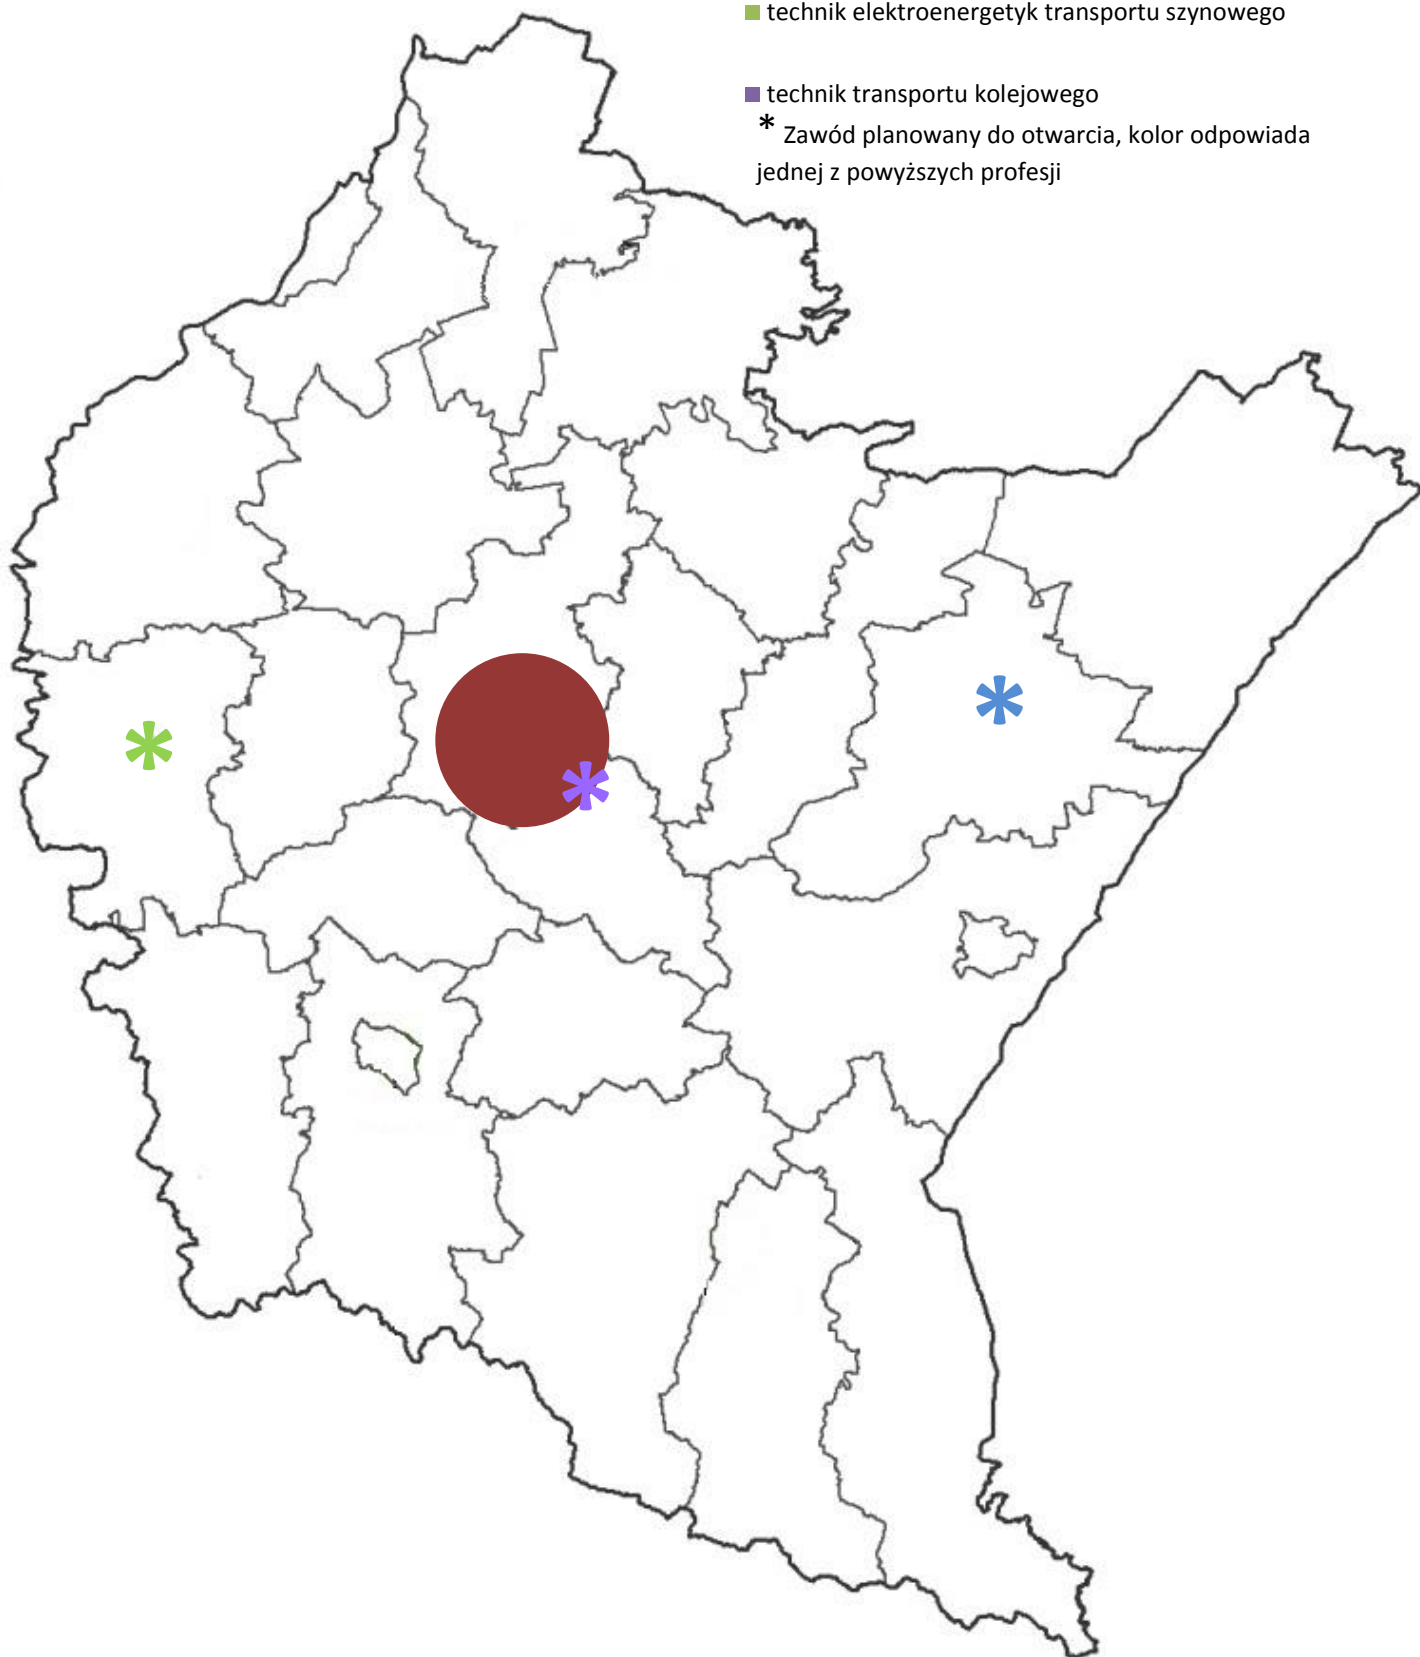 technik elektroenergetyk transportu szynowego
technik transportu kolejowego
* Zawód planowany do otwarcia, kolor odpowiada
jednej z powyższych profesji